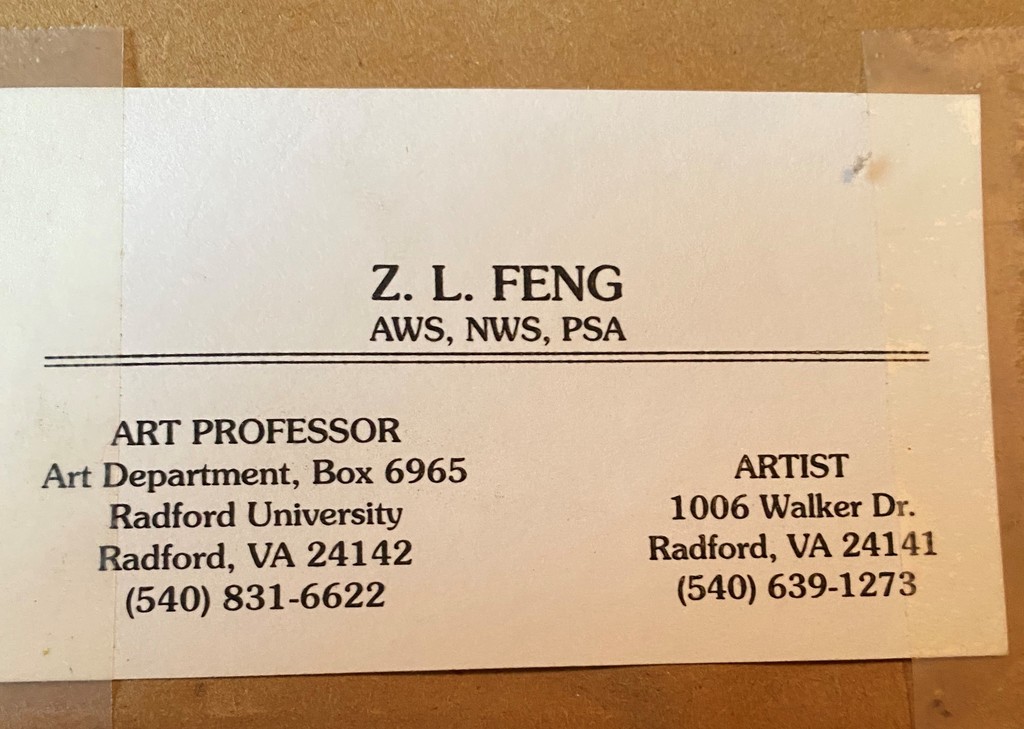 Z. L. FENG
AWS, NWS, PSA
ART PROFESSOR
Art Department, Box 6965
Radford University
Radford, VA 24142
(540) 831-6622
ARTIST
1006 Walker Dr.
Radford, VA 24141
(540) 639-1273